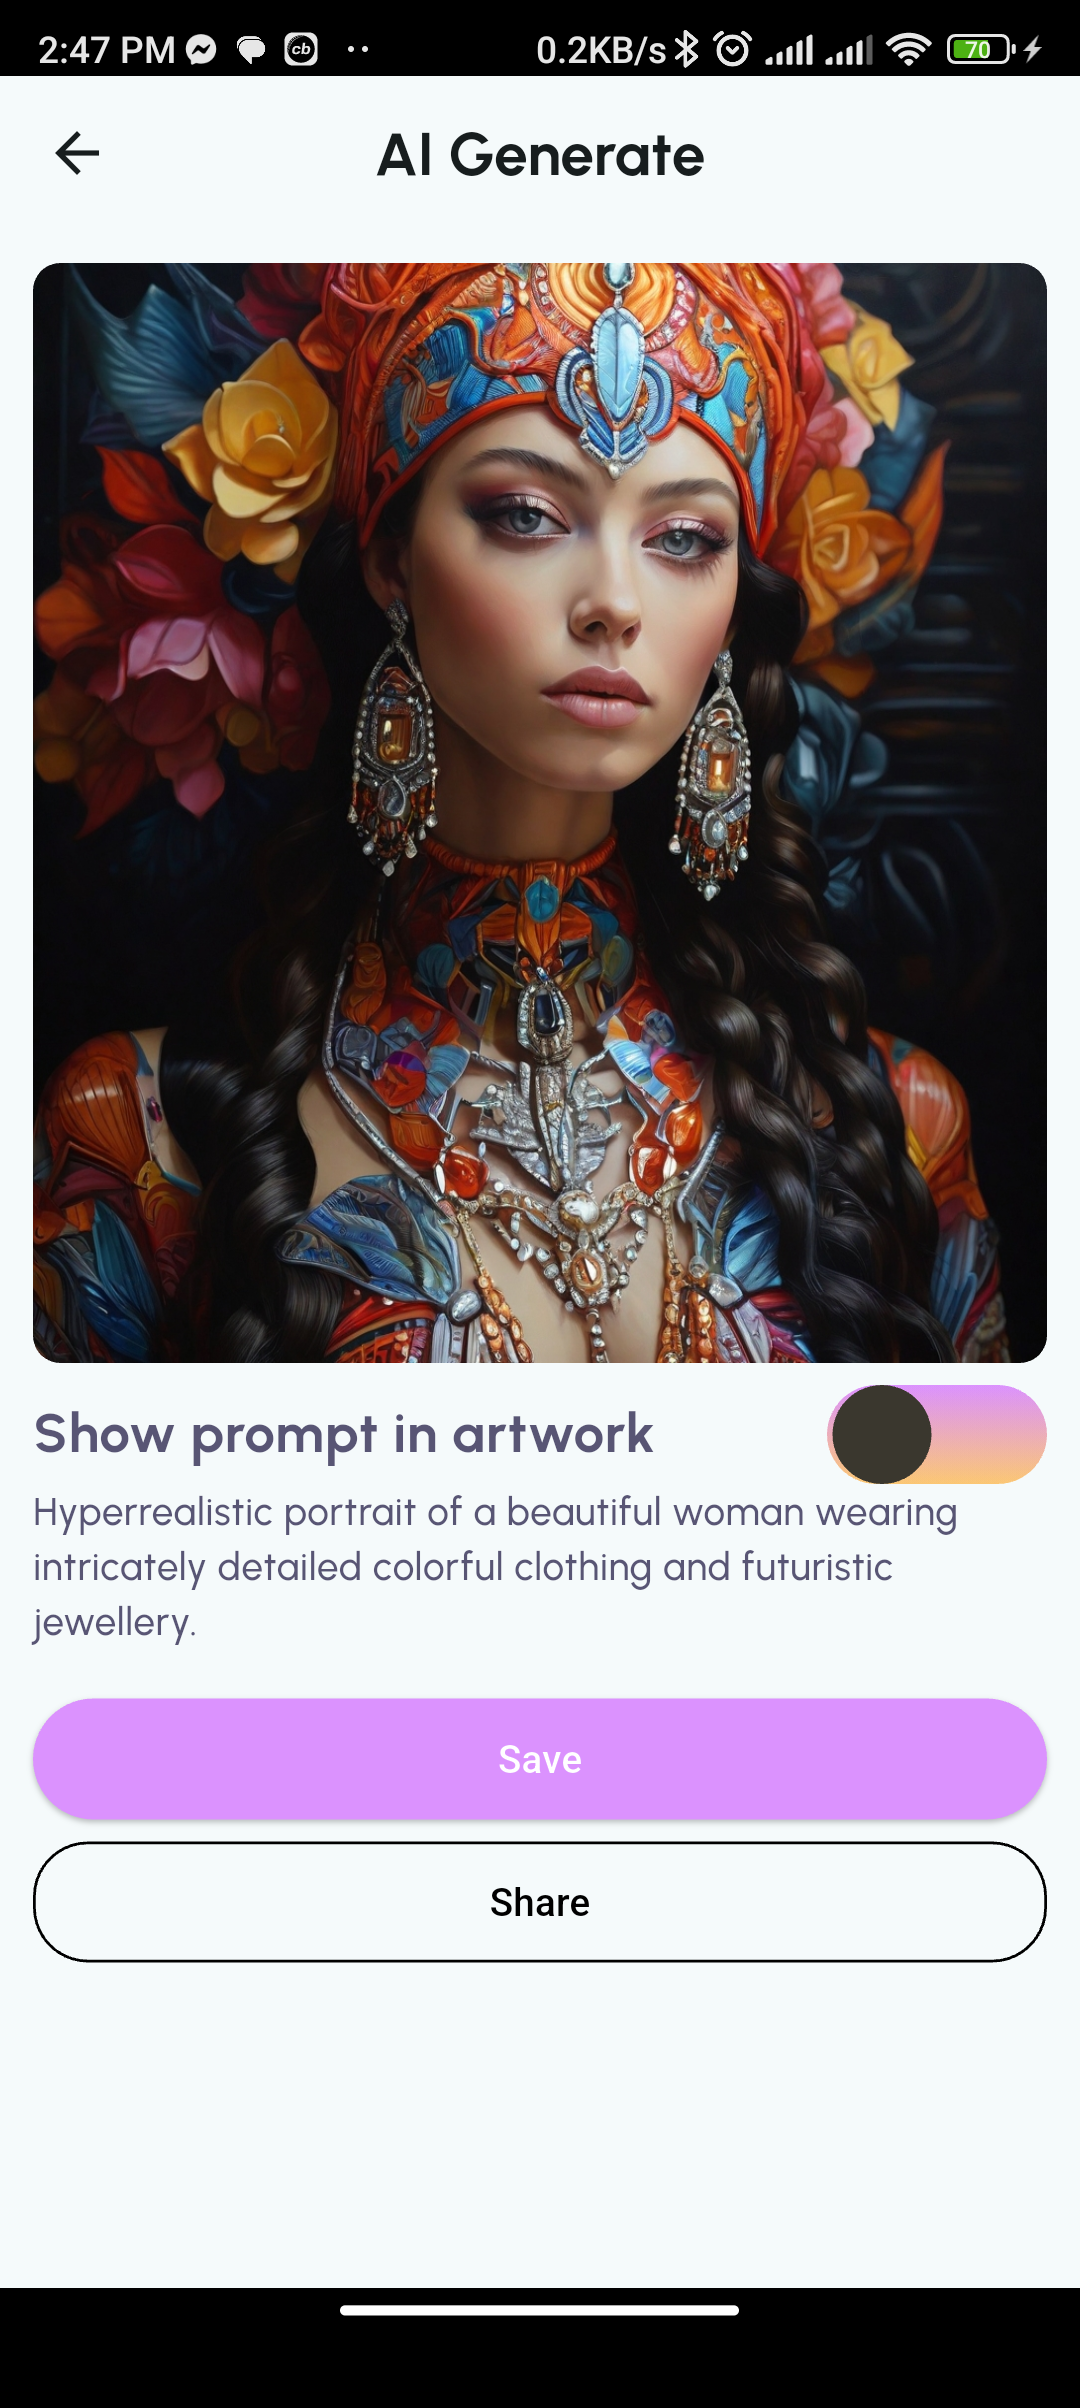 2:47 PM cb 0.2KB/s 70
AI Generate
Show prompt in artwork
Hyperrealistic portrait of a beautiful woman wearing
intricately detailed colorful clothing and futuristic
jewellery.
Save
Share